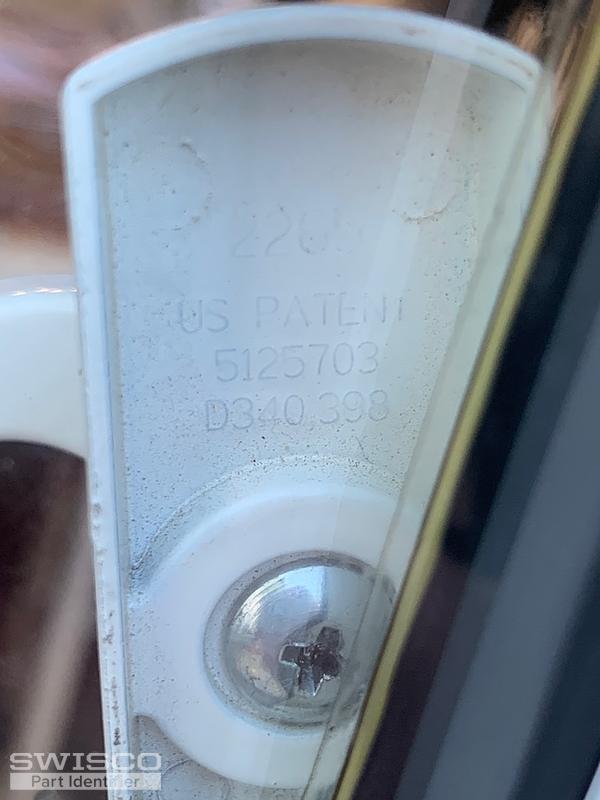 US PATENT
5125703
D340,398
SWISCO
Part Identifier